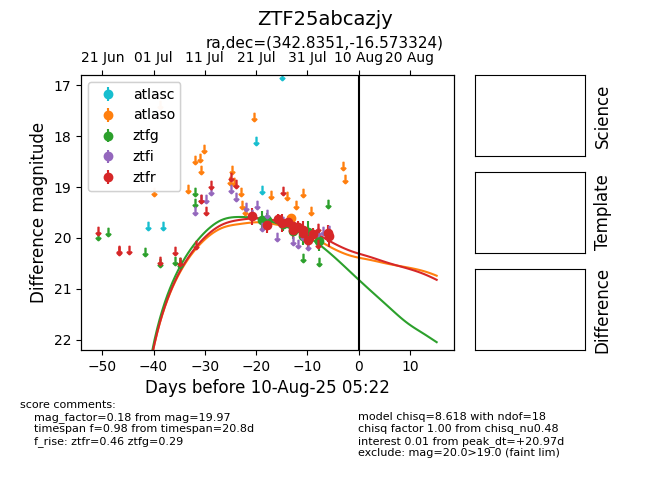 ZTF25abcazjy
ra,dec=(342.8351,-16.573324)
21 Jun 01 Jul 11 Jul 21 Jul 31 Jul 10 Aug 20 Aug
17
18
19
20
21
22
Difference magnitude
atlasc
atlaso
ztfg
ztfi
ztfr
−50 −40 −30 −20 −10 0 10
Days before 10-Aug-25 05:22
Science
Template
Difference
score comments:
mag_factor=0.18 from mag=19.97
timespan f=0.98 from timespan=20.8d
f_rise: ztfr=0.46 ztfg=0.29
model chisq=8.618 with ndof=18
chisq factor 1.00 from chisq_nu0.48
interest 0.01 from peak_dt=+20.97d
exclude: mag=20.0>19.0 (faint lim)